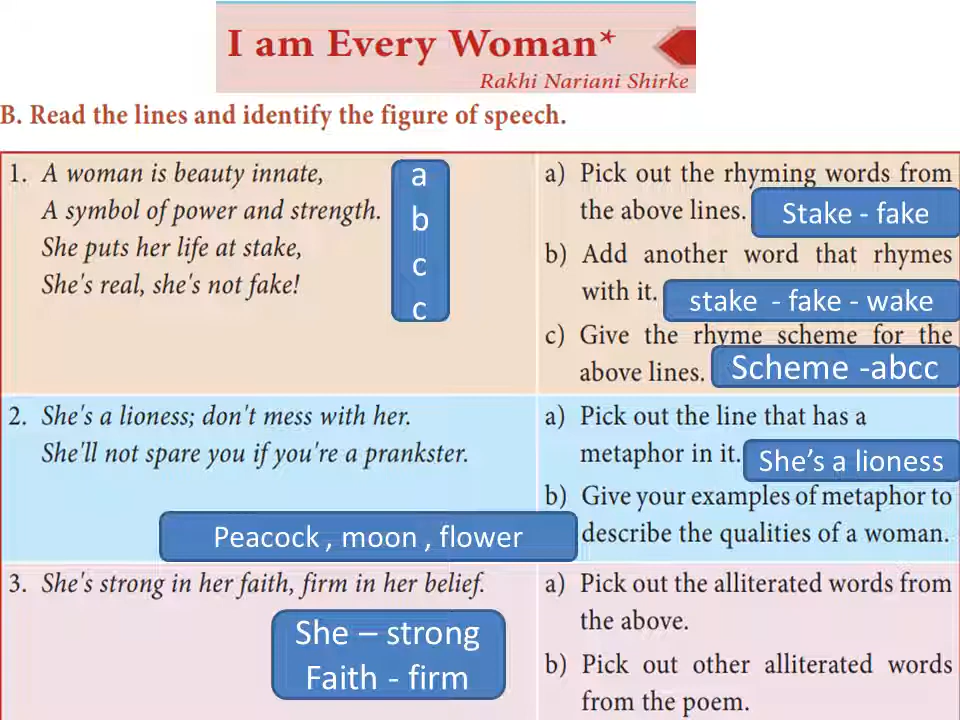 I am Every Woman*
Rakhi Nariani Shirke
B. Read the lines and identify the figure of speech.
1. A woman is beauty innate,
A symbol of power and strength.
She puts her life at stake,
She's real, she's not fake!
a
b
c
c
a) Pick out the rhyming words from
the above lines.
Stake - fake
b) Add another word that rhymes
with it.
stake - fake - wake
c) Give the rhyme scheme for the
above lines.
Scheme -abcc
2. She's a lioness; don't mess with her.
She'll not spare you if you're a prankster.
a) Pick out the line that has a
metaphor in it.
She's a lioness
b) Give your examples of metaphor to
describe the qualities of a woman.
Peacock , moon , flower
3. She's strong in her faith, firm in her belief.
She – strong
Faith - firm
a) Pick out the alliterated words from
the above.
b) Pick out other alliterated words
from the poem.